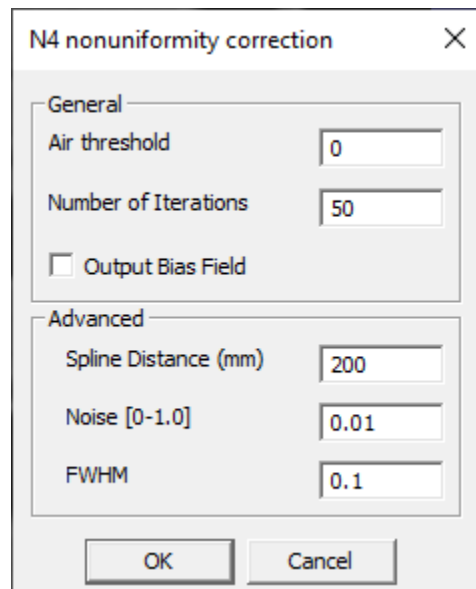 N4 nonuniformity correction
General
Air threshold 0
Number of Iterations 50
Output Bias Field
Advanced
Spline Distance (mm) 200
Noise [0-1.0] 0.01
FWHM 0.1
OK Cancel